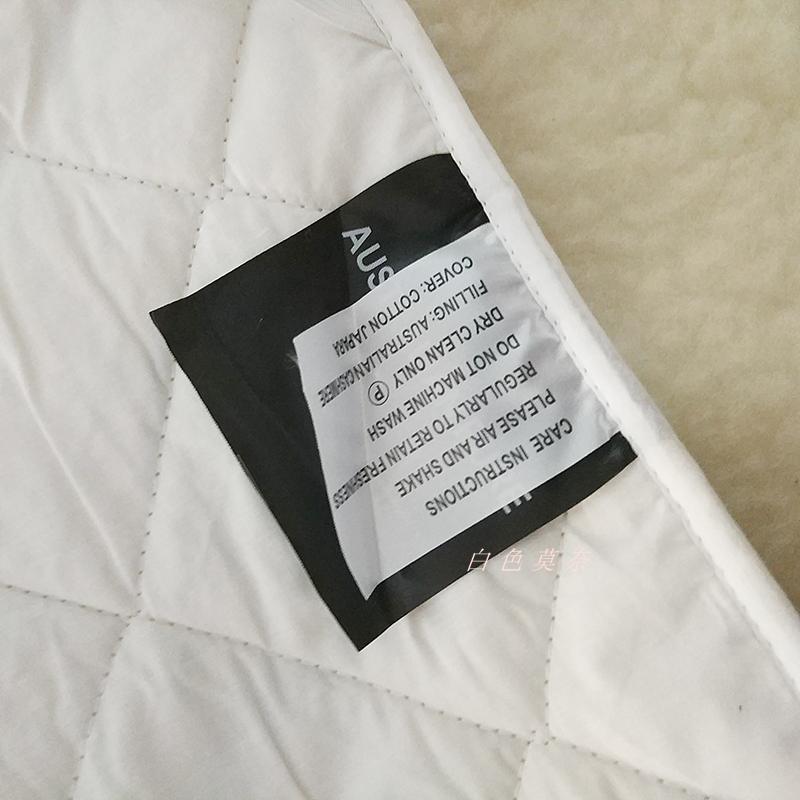 CARE INSTRUCTIONS
PLEASE AIR AND SHAKE
REGULARLY TO RETAIN FRESHNESS
DO NOT MACHINE WASH
DRY CLEAN ONLY Ⓟ
FILLING: AUSTRALIAN CASHMERE
COVER: COTTON JAPARA
AUS
白色莫奈